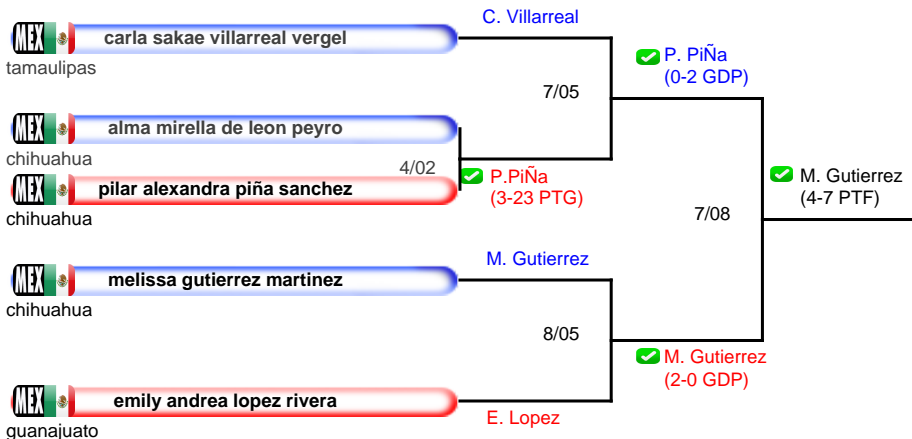 C. Villarreal
MEX carla sakae villarreal vergel
tamaulipas
P. PiÑa
(0-2 GDP)
7/05
MEX alma mirella de leon peyro
chihuahua
4/02
P.PiÑa
(3-23 PTG)
MEX pilar alexandra piña sanchez
chihuahua
M. Gutierrez
(4-7 PTF)
7/08
M. Gutierrez
MEX melissa gutierrez martinez
chihuahua
8/05
M. Gutierrez
(2-0 GDP)
MEX emily andrea lopez rivera
E. Lopez
guanajuato